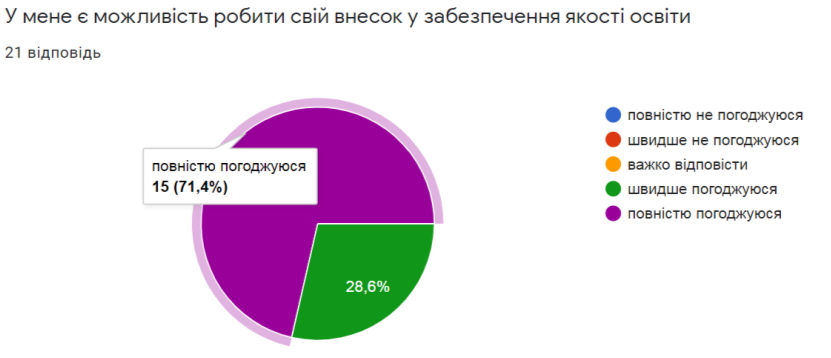 У мене є можливість робити свій внесок у забезпечення якості освіти
21 відповідь
повністю погоджуюся
15 (71,4%)
28,6%
повністю не погоджуюся
швидше не погоджуюся
важко відповісти
швидше погоджуюся
повністю погоджуюся